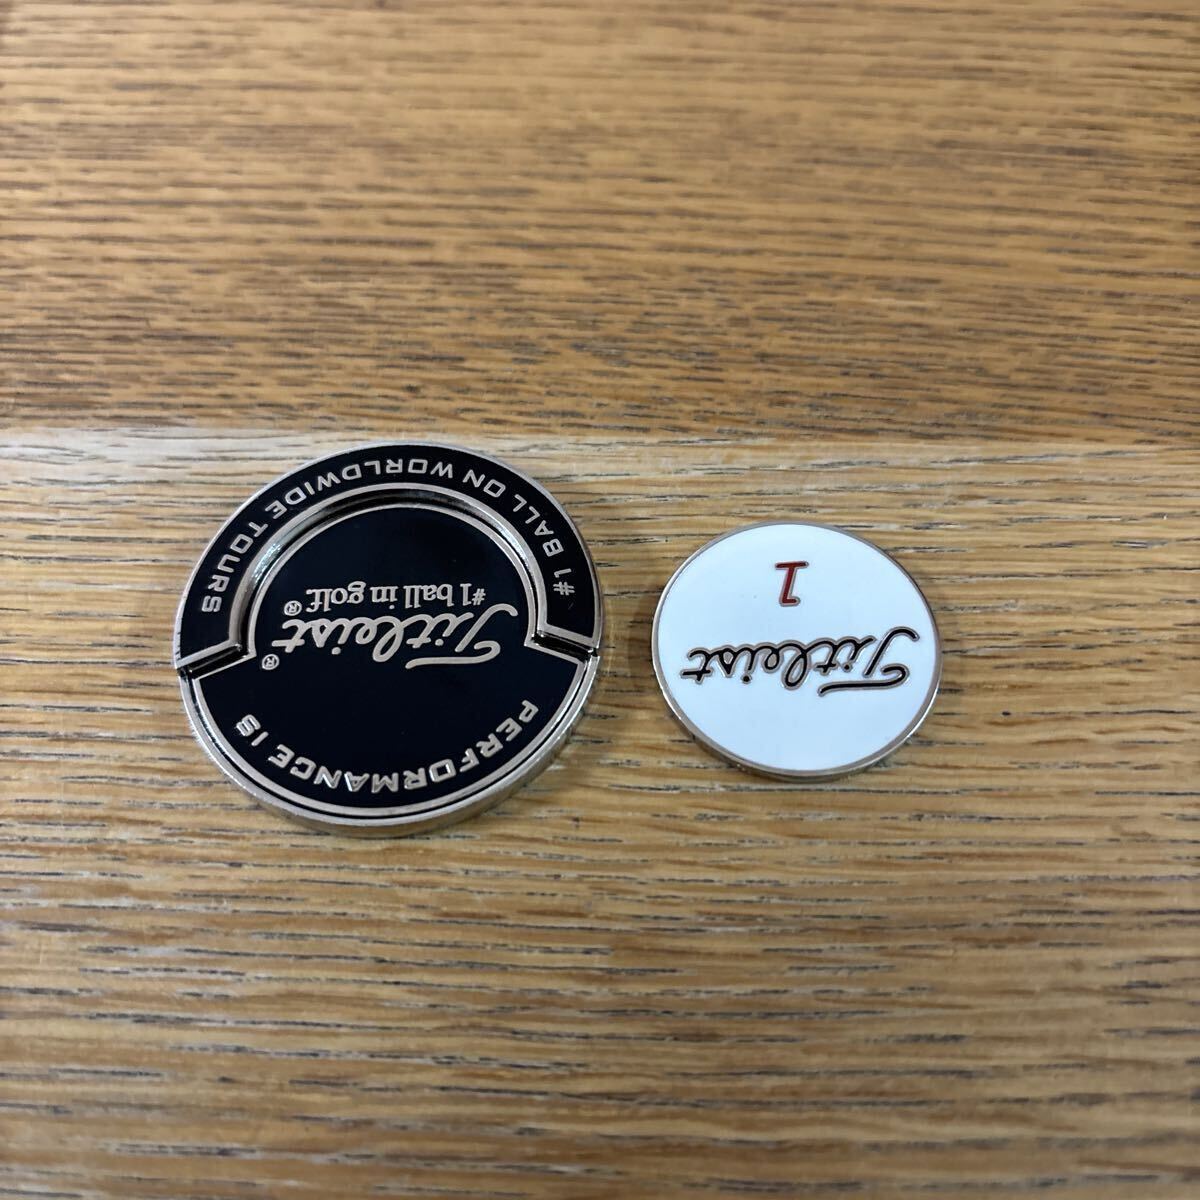 PERFORMANCE IS
Titleist®
#1 ball in golf.®
#1 BALL ON WORLDWIDE TOURS
Titleist
1